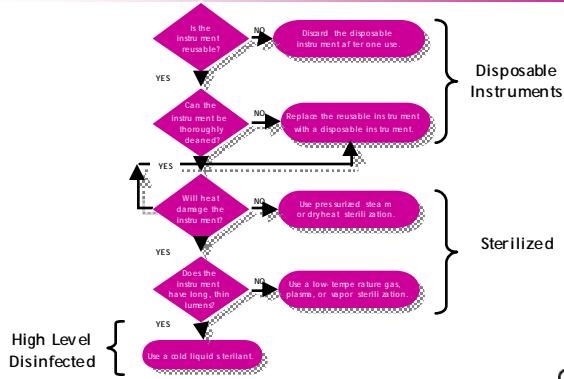 Is the
instrument
reusable?
NO
Discard the disposable
instrument after one use.
YES
Disposable
Instruments
Can the
instrument be
thoroughly
cleaned?
NO
Replace the reusable instrument
with a disposable instrument.
YES
Will heat
damage the
instrument?
NO
Use pressurized steam
or dryheat sterilization.
Sterilized
YES
Does the
instrument
have long, thin
lumens?
NO
Use a low-temperature gas,
plasma, or vapor sterilization.
YES
High Level
Disinfected
Use a cold liquid sterilant.